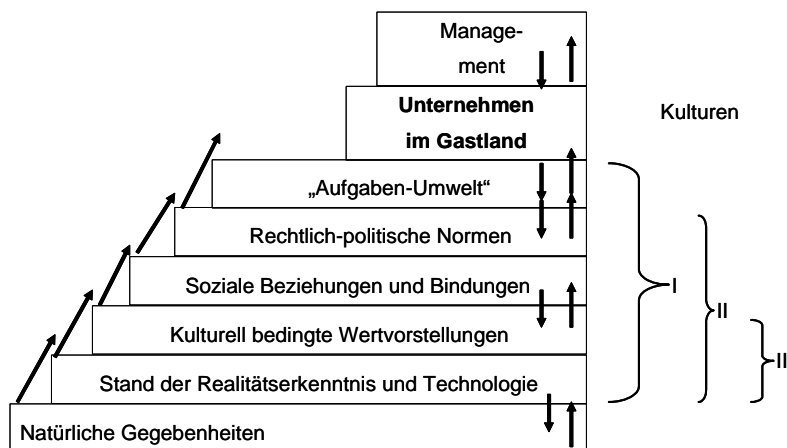 Manage-
ment
Unternehmen
im Gastland
Kulturen
„Aufgaben-Umwelt“
Rechtlich-politische Normen
Soziale Beziehungen und Bindungen
I
II
Kulturell bedingte Wertvorstellungen
II
Stand der Realitätserkenntnis und Technologie
Natürliche Gegebenheiten